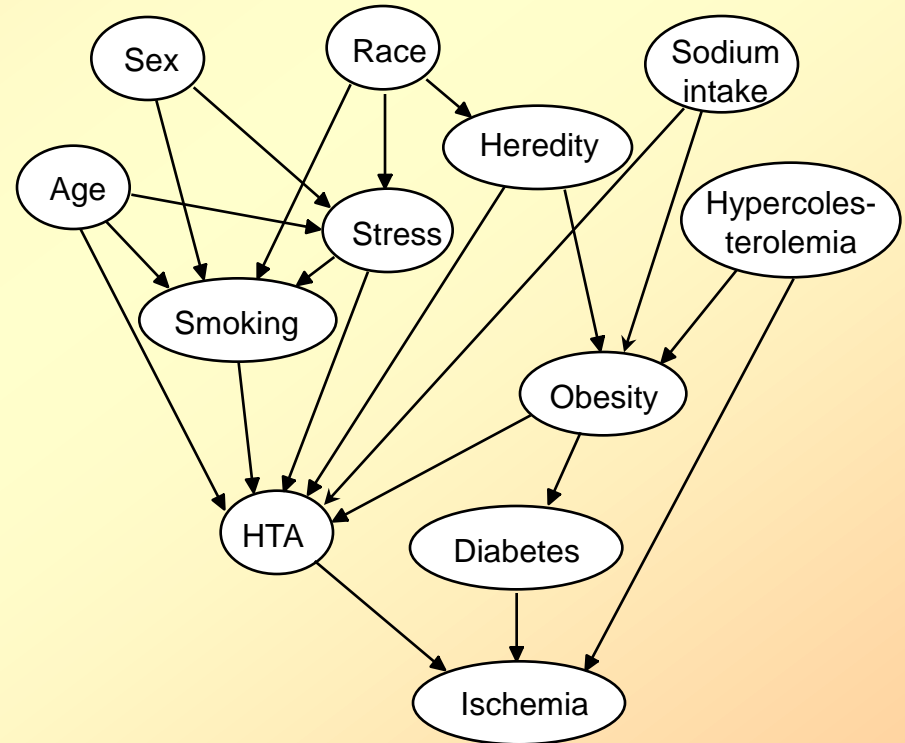 Sex
Race
Sodium
intake
Heredity
Age
Hypercoles-
terolemia
Stress
Smoking
Obesity
HTA
Diabetes
Ischemia